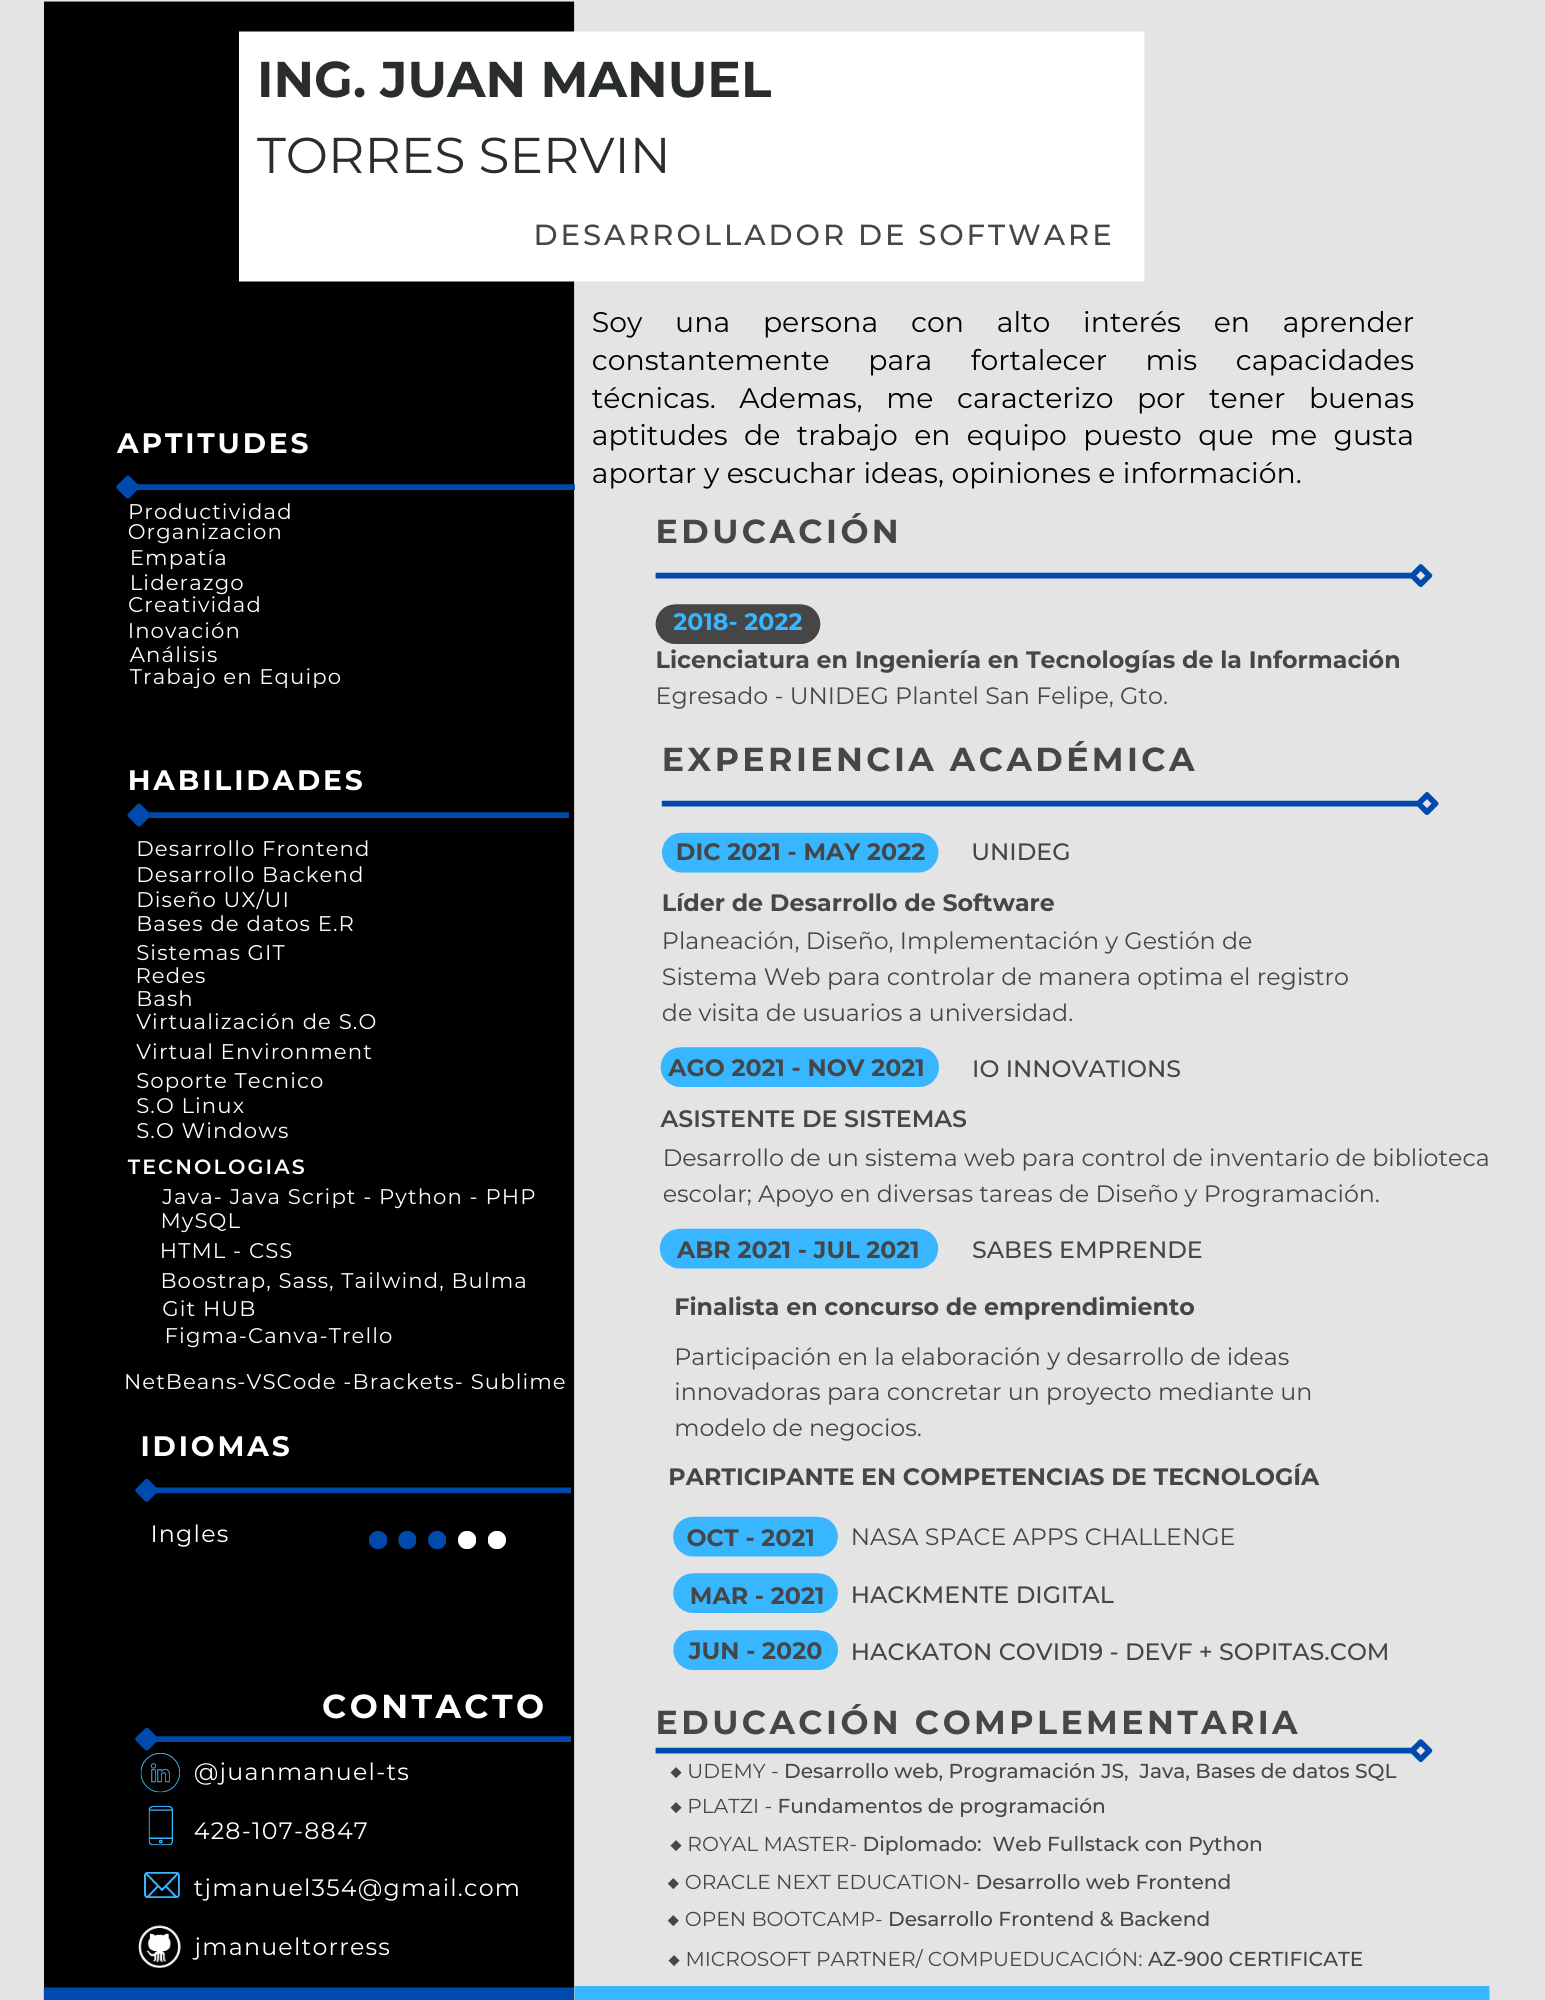 ING. JUAN MANUEL
TORRES SERVIN
DESARROLLADOR DE SOFTWARE
Soy una persona con alto interés en aprender
constantemente para fortalecer mis capacidades
técnicas. Ademas, me caracterizo por tener buenas
aptitudes de trabajo en equipo puesto que me gusta
aportar y escuchar ideas, opiniones e información.
APTITUDES
Productividad
Organizacion
Empatía
Liderazgo
Creatividad
Inovación
Análisis
Trabajo en Equipo
HABILIDADES
Desarrollo Frontend
Desarrollo Backend
Diseño UX/UI
Bases de datos E.R
Sistemas GIT
Redes
Bash
Virtualización de S.O
Virtual Environment
Soporte Tecnico
S.O Linux
S.O Windows
TECNOLOGIAS
Java- Java Script - Python - PHP
MySQL
HTML - CSS
Boostrap, Sass, Tailwind, Bulma
Git HUB
Figma-Canva-Trello
NetBeans-VSCode -Brackets- Sublime
IDIOMAS
Ingles
CONTACTO
in @juanmanuel-ts
428-107-8847
tjmanuel354@gmail.com
jmanueltorress
EDUCACIÓN
2018- 2022
Licenciatura en Ingeniería en Tecnologías de la Información
Egresado - UNIDEG Plantel San Felipe, Gto.
EXPERIENCIA ACADÉMICA
DIC 2021 - MAY 2022 UNIDEG
Líder de Desarrollo de Software
Planeación, Diseño, Implementación y Gestión de
Sistema Web para controlar de manera optima el registro
de visita de usuarios a universidad.
AGO 2021 - NOV 2021 IO INNOVATIONS
ASISTENTE DE SISTEMAS
Desarrollo de un sistema web para control de inventario de biblioteca
escolar; Apoyo en diversas tareas de Diseño y Programación.
ABR 2021 - JUL 2021 SABES EMPRENDE
Finalista en concurso de emprendimiento
Participación en la elaboración y desarrollo de ideas
innovadoras para concretar un proyecto mediante un
modelo de negocios.
PARTICIPANTE EN COMPETENCIAS DE TECNOLOGÍA
OCT - 2021 NASA SPACE APPS CHALLENGE
MAR - 2021 HACKMENTE DIGITAL
JUN - 2020 HACKATON COVID19 - DEVF + SOPITAS.COM
EDUCACIÓN COMPLEMENTARIA
◆ UDEMY - Desarrollo web, Programación JS, Java, Bases de datos SQL
◆ PLATZI - Fundamentos de programación
◆ ROYAL MASTER- Diplomado: Web Fullstack con Python
◆ ORACLE NEXT EDUCATION- Desarrollo web Frontend
◆ OPEN BOOTCAMP- Desarrollo Frontend & Backend
◆ MICROSOFT PARTNER/ COMPUEDUCACIÓN: AZ-900 CERTIFICATE